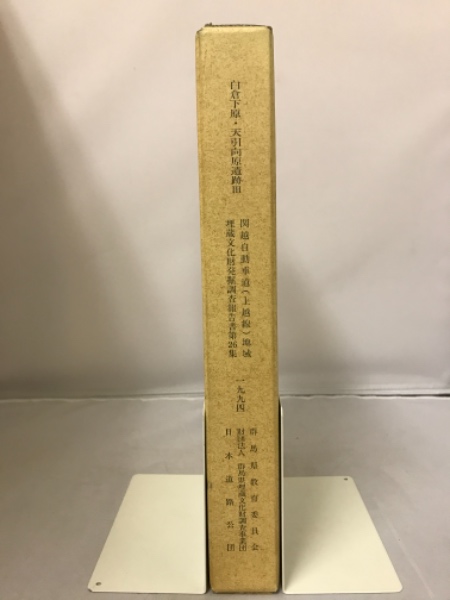 白倉下原・天引向原遺跡Ⅲ
関越自動車道(上越線)地域
埋蔵文化財発掘調査報告書第26集
一九九四
群馬県教育委員会
財団法人 群馬県埋蔵文化財調査事業団
日本道路公団